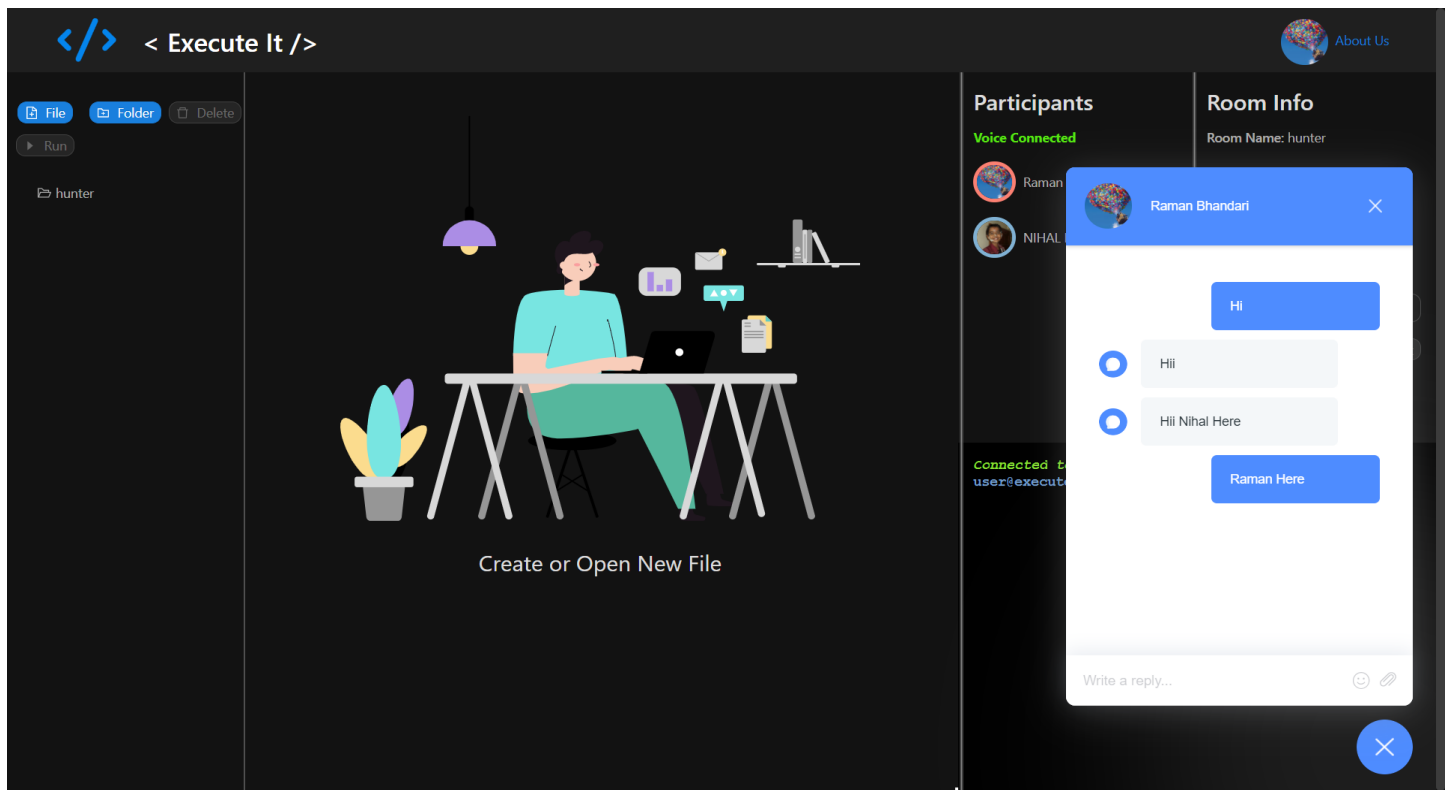 </> < Execute It />
About Us
File Folder Delete
Run
hunter
Create or Open New File
Participants
Voice Connected
Raman
NIHAL
Room Info
Room Name: hunter
Connected
user@execute
Raman Bhandari
Hi
Hii
Hii Nihal Here
Raman Here
Write a reply...